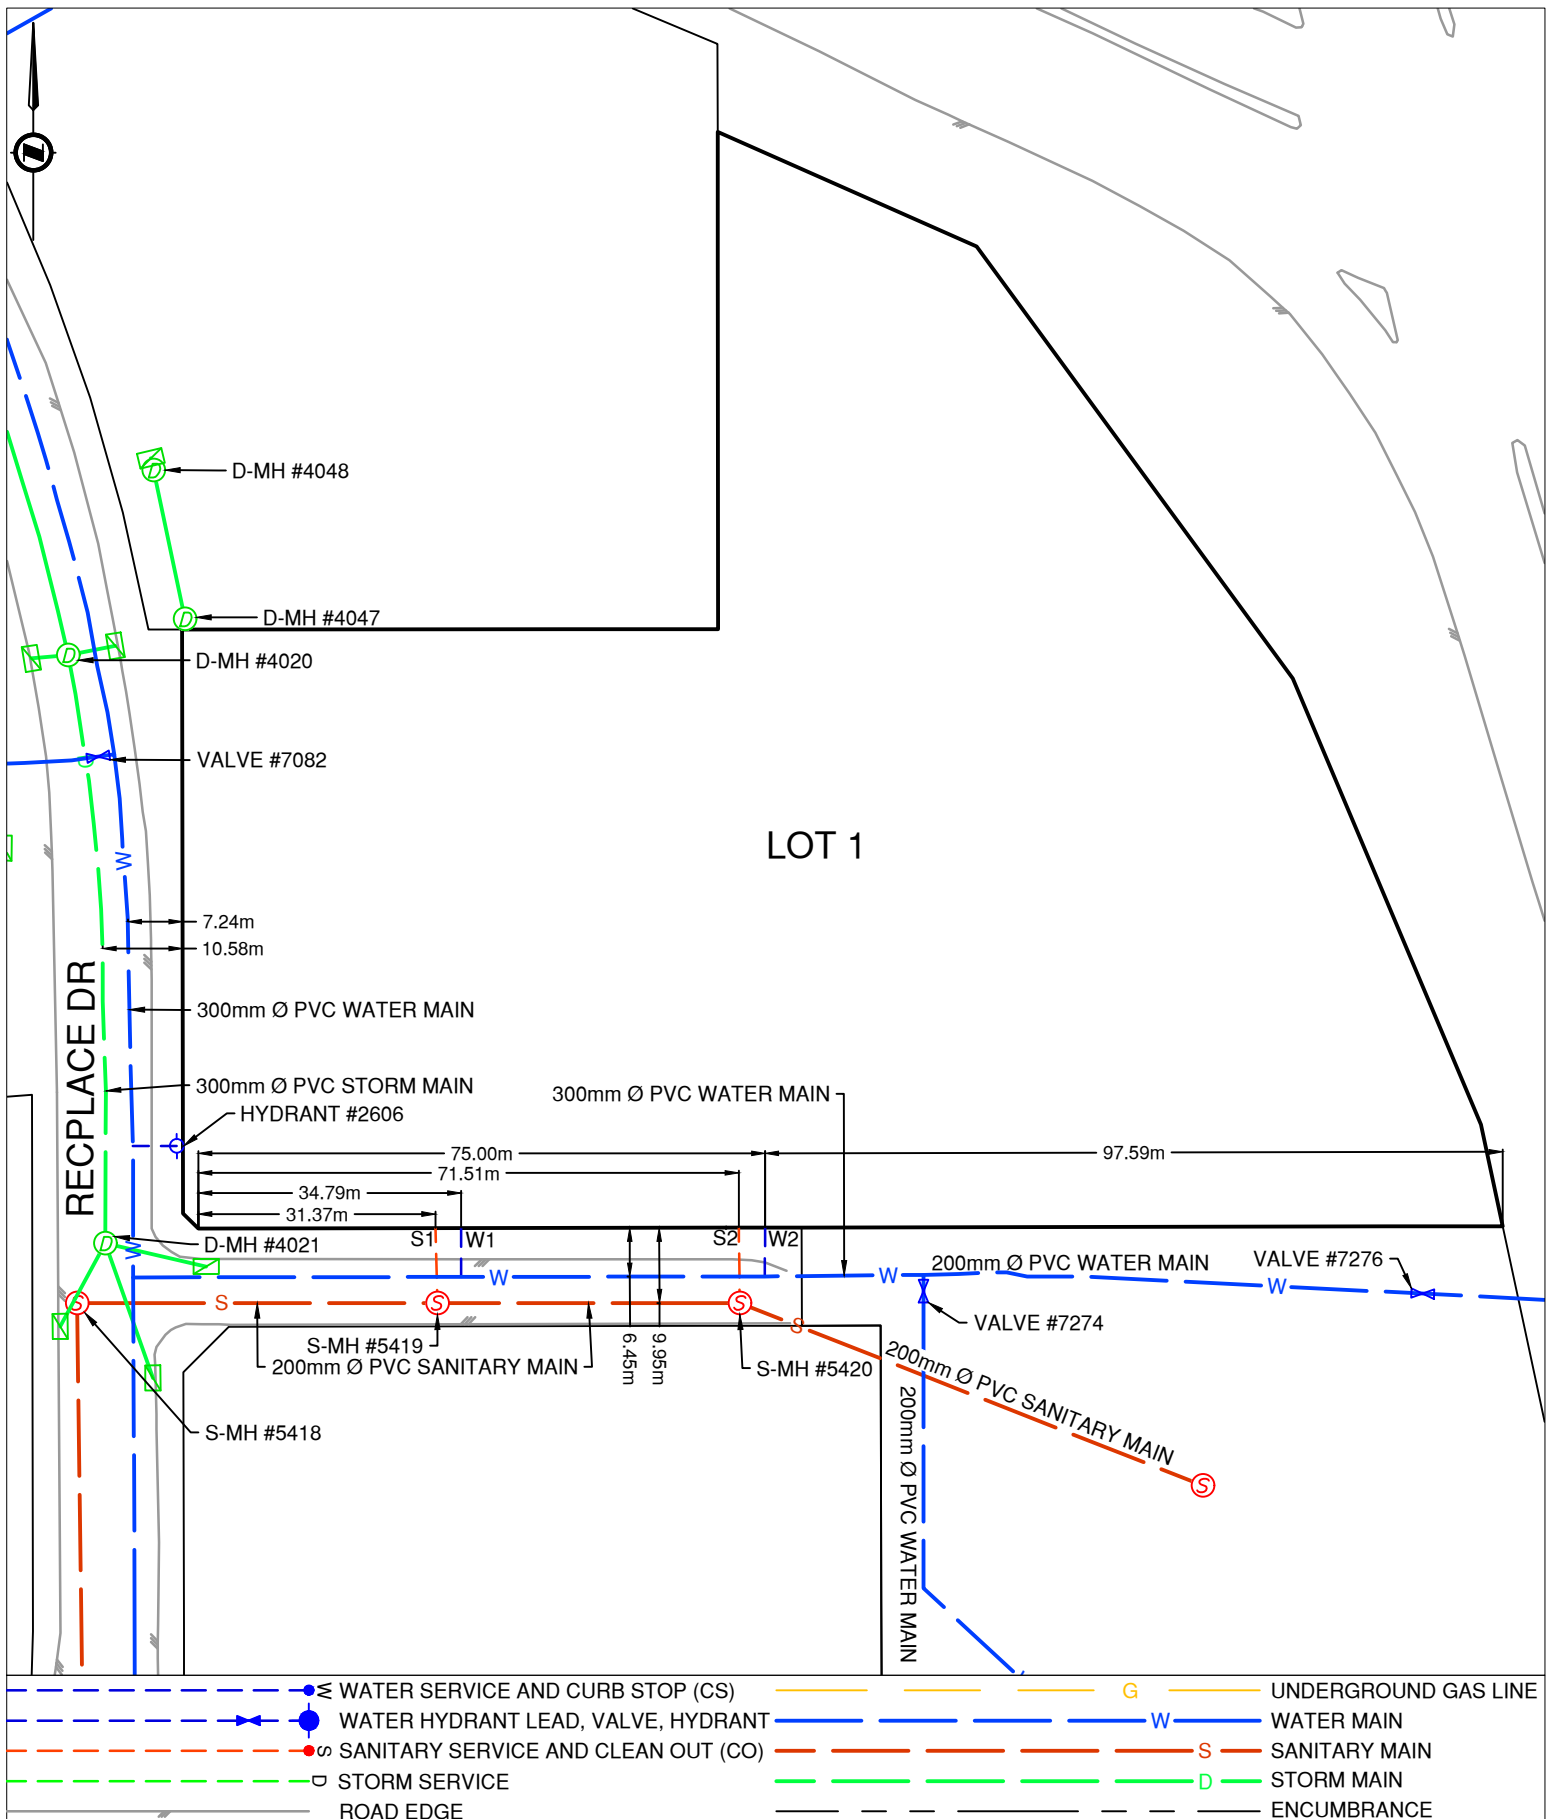 D-MH #4048
D-MH #4047
D-MH #4020
VALVE #7082
LOT 1
W
7.24m
10.58m
RECPLACE DR
300mm Ø PVC WATER MAIN
300mm Ø PVC STORM MAIN
300mm Ø PVC WATER MAIN
HYDRANT #2606
75.00m
97.59m
71.51m
34.79m
31.37m
S1
W1
S2
W2
D-MH #4021
W
W
W
200mm Ø PVC WATER MAIN
VALVE #7276
W
S
VALVE #7274
S
S-MH #5419
200mm Ø PVC SANITARY MAIN
6.45m
9.95m
S-MH #5420
200mm Ø PVC SANITARY MAIN
200mm Ø PVC WATER MAIN
S-MH #5418
D
D
D
D
S
S
S
S
W WATER SERVICE AND CURB STOP (CS)
G UNDERGROUND GAS LINE
WATER HYDRANT LEAD, VALVE, HYDRANT
W WATER MAIN
S SANITARY SERVICE AND CLEAN OUT (CO)
S SANITARY MAIN
D STORM SERVICE
D STORM MAIN
ROAD EDGE
ENCUMBRANCE